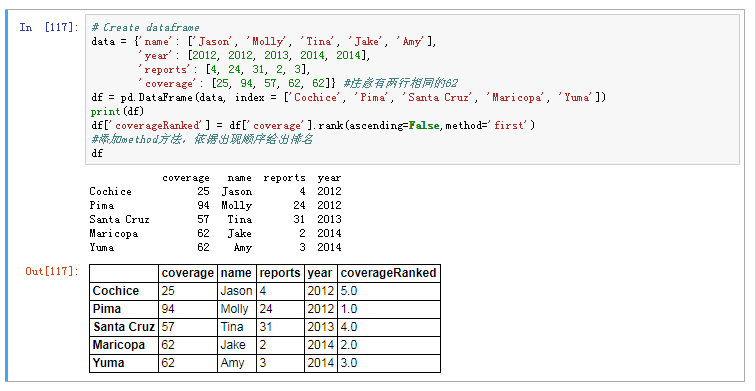 In [117]: # Create dataframe
data = {'name': ['Jason', 'Molly', 'Tina', 'Jake', 'Amy'],
'year': [2012, 2012, 2013, 2014, 2014],
'reports': [4, 24, 31, 2, 3],
'coverage': [25, 94, 57, 62, 62]} #注意有两行相同的62
df = pd.DataFrame(data, index = ['Cochice', 'Pima', 'Santa Cruz', 'Maricopa', 'Yuma'])
print(df)
df['coverageRanked'] = df['coverage'].rank(ascending=False,method='first')
#添加method方法，依据出现顺序给出排名
df
coverage name reports year
Cochice 25 Jason 4 2012
Pima 94 Molly 24 2012
Santa Cruz 57 Tina 31 2013
Maricopa 62 Jake 2 2014
Yuma 62 Amy 3 2014
Out[117]: coverage name reports year coverageRanked
Cochice 25 Jason 4 2012 5.0
Pima 94 Molly 24 2012 1.0
Santa Cruz 57 Tina 31 2013 4.0
Maricopa 62 Jake 2 2014 2.0
Yuma 62 Amy 3 2014 3.0